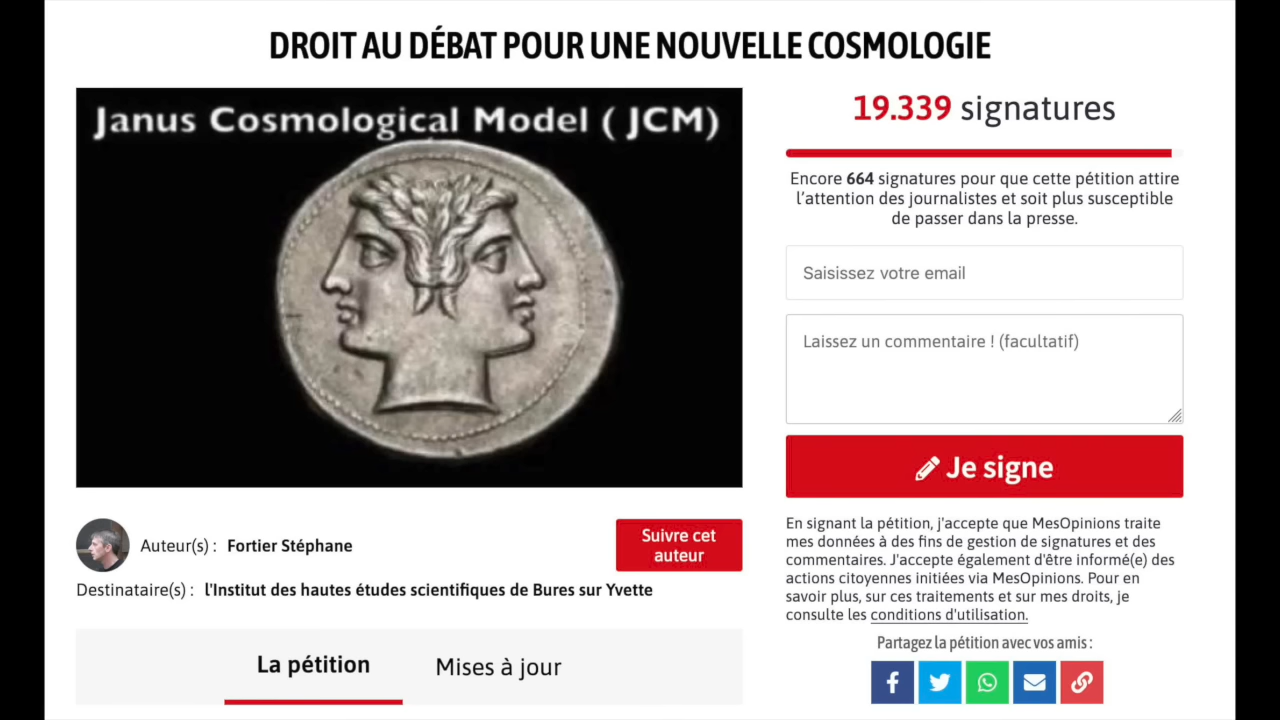 DROIT AU DÉBAT POUR UNE NOUVELLE COSMOLOGIE
Janus Cosmological Model ( JCM)
Auteur(s) : Fortier Stéphane
Suivre cet
auteur
Destinataire(s) : l'Institut des hautes études scientifiques de Bures sur Yvette
La pétition
Mises à jour
19.339 signatures
Encore 664 signatures pour que cette pétition attire
l’attention des journalistes et soit plus susceptible
de passer dans la presse.
Saisissez votre email
Laissez un commentaire ! (facultatif)
Je signe
En signant la pétition, j'accepte que MesOpinions traite
mes données à des fins de gestion de signatures et des
commentaires. J'accepte également d'être informé(e) des
actions citoyennes initiées via MesOpinions. Pour en
savoir plus, sur ces traitements et sur mes droits, je
consulte les conditions d'utilisation.
Partagez la pétition avec vos amis :